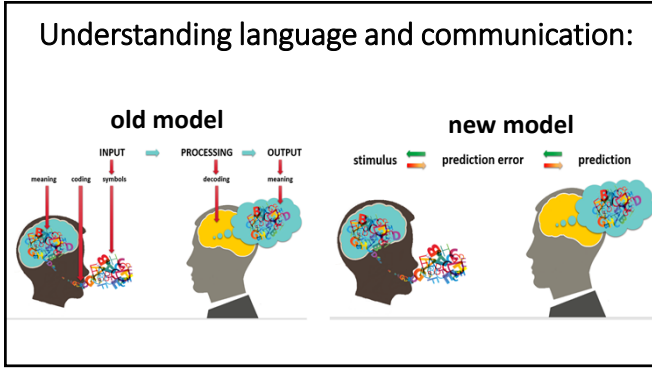 Understanding language and communication:
old model
INPUT PROCESSING OUTPUT
meaning coding symbols decoding meaning
new model
stimulus prediction error prediction